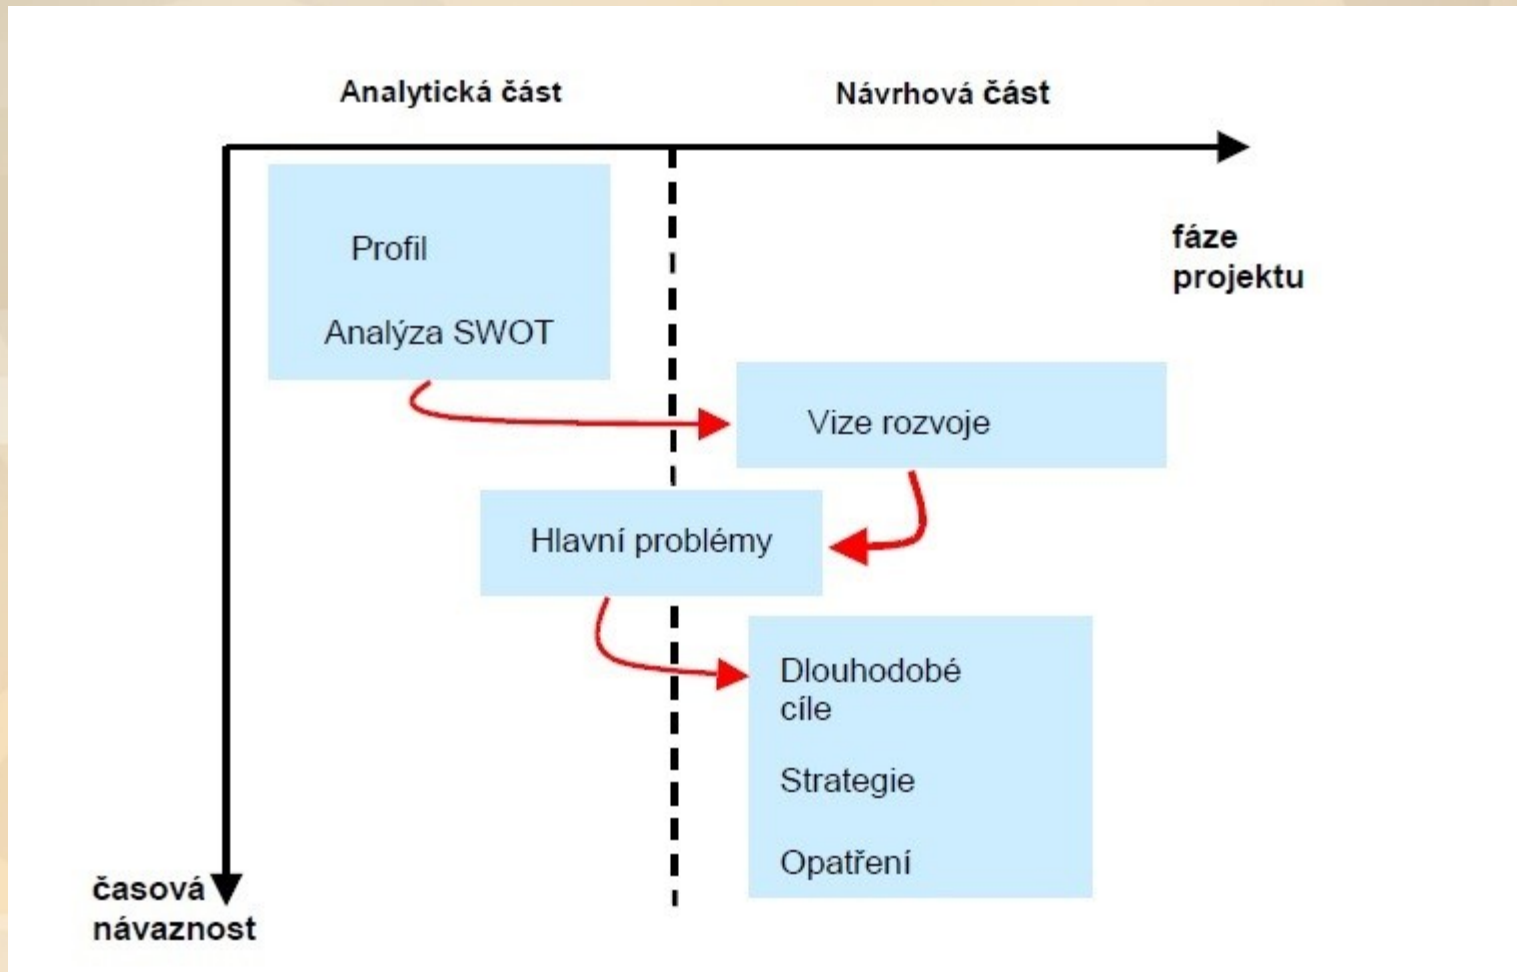 Analytická část
Návrhová část
fáze
projektu
Profil
Analýza SWOT
Vize rozvoje
Hlavní problémy
Dlouhodobé
cíle
Strategie
Opatření
časová
návaznost